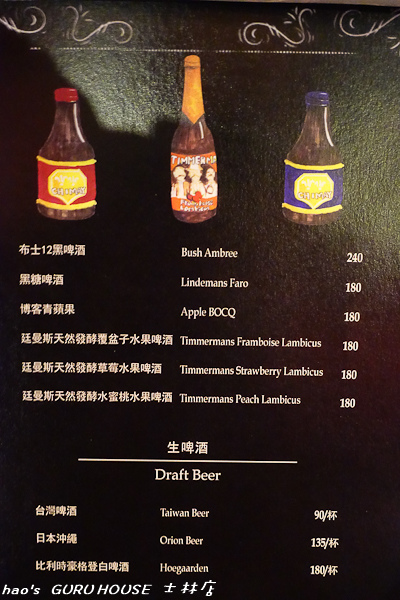 CHIMAY
TIMMERMANS
CHIMAY
布士12黑啤酒 Bush Ambree 240
黑糖啤酒 Lindemans Faro 180
博客青蘋果 Apple BOCQ 180
廷曼斯天然發酵覆盆子水果啤酒 Timmermans Framboise Lambicus 180
廷曼斯天然發酵草莓水果啤酒 Timmermans Strawberry Lambicus 180
廷曼斯天然發酵水蜜桃水果啤酒 Timmermans Peach Lambicus 180
生啤酒
Draft Beer
台灣啤酒 Taiwan Beer 90/杯
日本沖繩 Orion Beer 135/杯
比利時豪格登白啤酒 Hoegaarden 180/杯
hao's GURU HOUSE 士林店